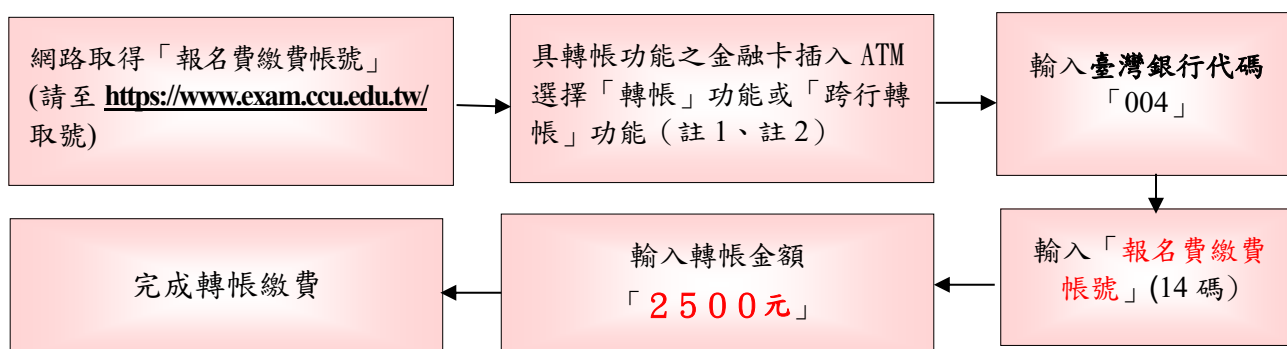 網路取得「報名費繳費帳號」
(請至 https://www.exam.ccu.edu.tw/
取號)
具轉帳功能之金融卡插入 ATM
選擇「轉帳」功能或「跨行轉
帳」功能（註 1、註 2）
輸入臺灣銀行代碼
「004」
輸入「報名費繳費
帳號」(14 碼)
輸入轉帳金額
「２５００元」
完成轉帳繳費